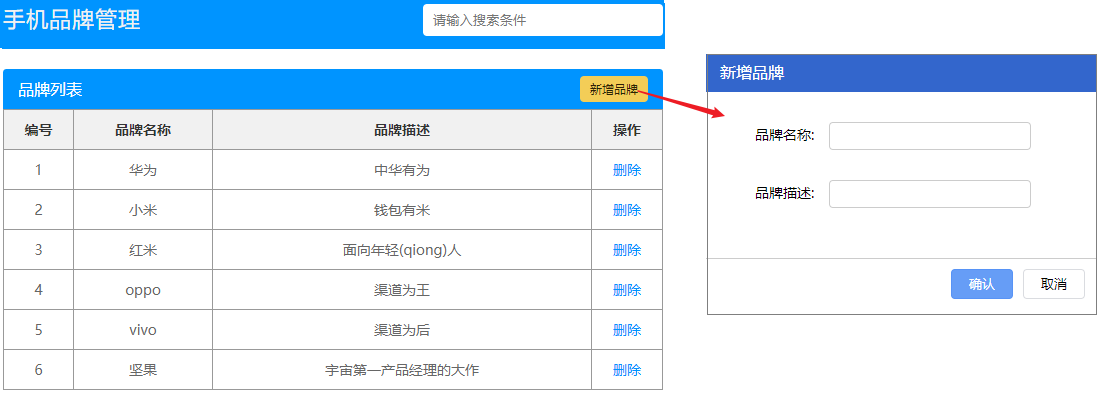 手机品牌管理 请输入搜索条件
品牌列表 新增品牌
编号 品牌名称 品牌描述 操作
1 华为 中华有为 删除
2 小米 钱包有米 删除
3 红米 面向年轻(qiong)人 删除
4 oppo 渠道为王 删除
5 vivo 渠道为后 删除
6 坚果 宇宙第一产品经理的大作 删除
新增品牌
品牌名称:
品牌描述:
确认 取消